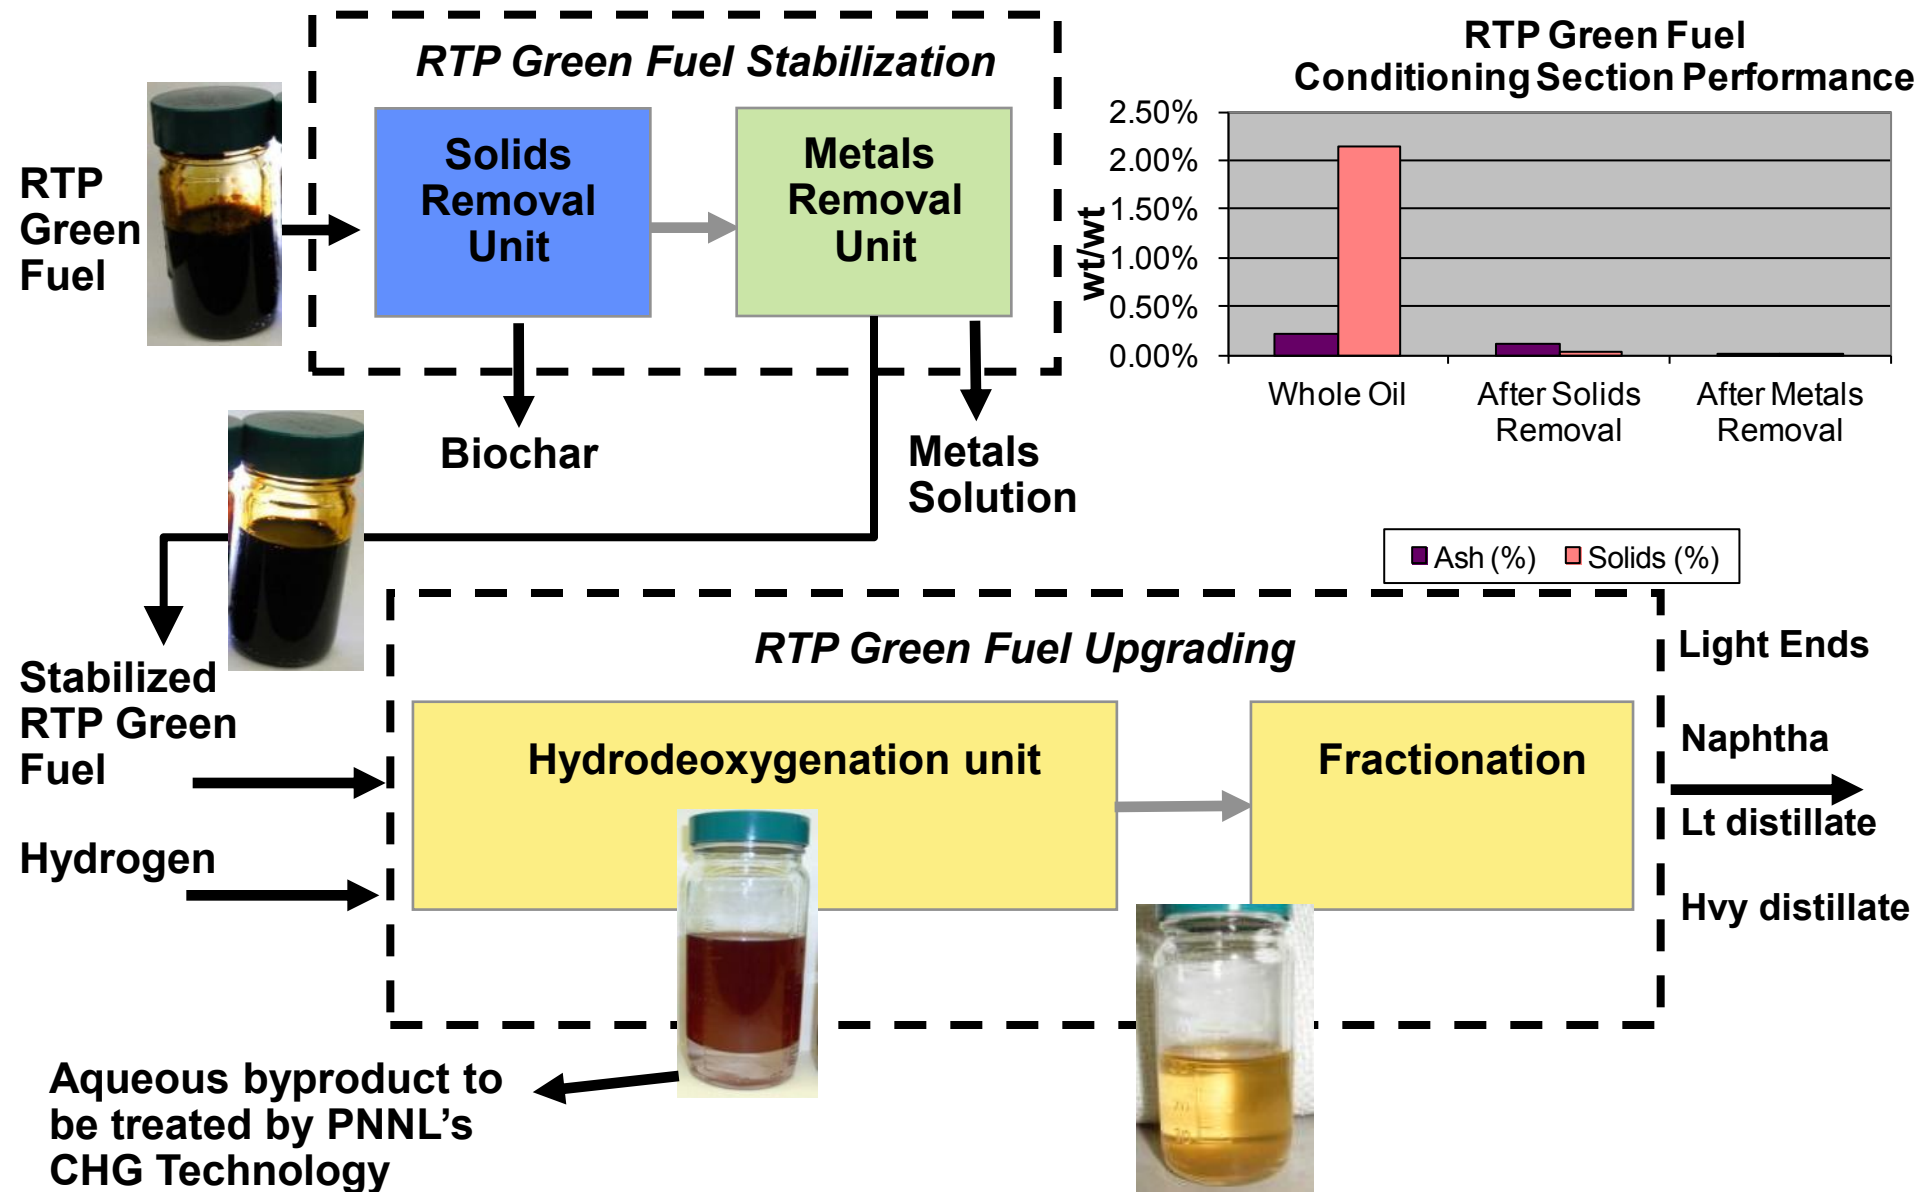 RTP Green Fuel Stabilization
RTP
Green
Fuel
Solids
Removal
Unit
Metals
Removal
Unit
Biochar
Metals
Solution
RTP Green Fuel
Conditioning Section Performance
wt/wt
2.50%
2.00%
1.50%
1.00%
0.50%
0.00%
Whole Oil
After Solids
Removal
After Metals
Removal
Ash (%)
Solids (%)
RTP Green Fuel Upgrading
Stabilized
RTP Green
Fuel
Hydrogen
Hydrodeoxygenation unit
Fractionation
Light Ends
Naphtha
Lt distillate
Hvy distillate
Aqueous byproduct to
be treated by PNNL’s
CHG Technology